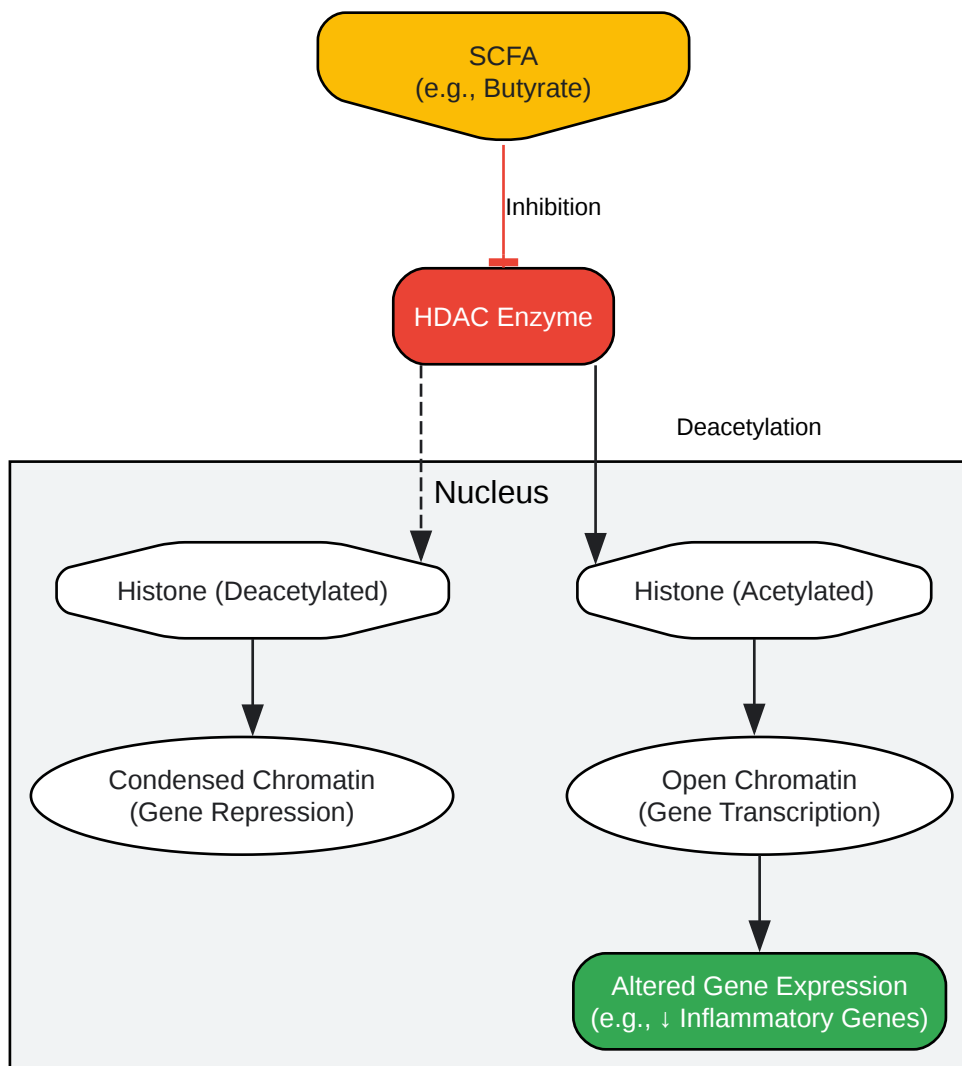 SCFA
(e.g., Butyrate)
Inhibition
HDAC Enzyme
Deacetylation
Nucleus
Histone (Deacetylated)
Histone (Acetylated)
Condensed Chromatin
(Gene Repression)
Open Chromatin
(Gene Transcription)
Altered Gene Expression
(e.g., ↓ Inflammatory Genes)